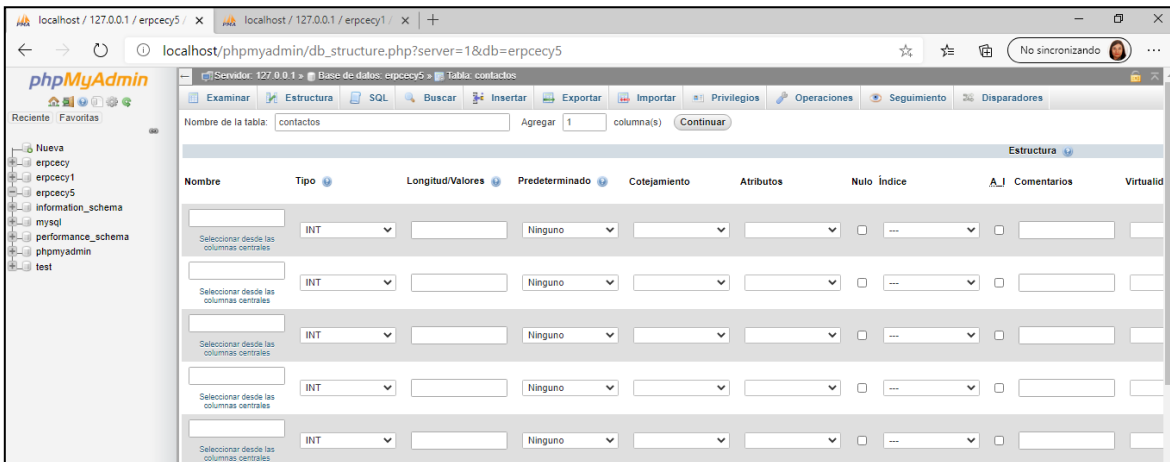 localhost / 127.0.0.1 / erpcecy5 /
localhost / 127.0.0.1 / erpcecy1 /
localhost/phpmyadmin/db_structure.php?server=1&db=erpcecy5
No sincronizando
phpMyAdmin
Reciente Favoritas
Nueva
erpcecy
erpcecy1
erpcecy5
information_schema
mysql
performance_schema
phpmyadmin
test
Servidor: 127.0.0.1 » Base de datos: erpcecy5 » Tabla: contactos
Examinar Estructura SQL Buscar Insertar Exportar Importar Privilegios Operaciones Seguimiento Disparadores
Nombre de la tabla: contactos Agregar 1 columna(s) Continuar
Estructura
Nombre Tipo Longitud/Valores Predeterminado Cotejamiento Atributos Nulo Índice A_I Comentarios Virtualid
INT Ninguno ---
Seleccionar desde las
columnas centrales
INT Ninguno ---
Seleccionar desde las
columnas centrales
INT Ninguno ---
Seleccionar desde las
columnas centrales
INT Ninguno ---
Seleccionar desde las
columnas centrales
INT Ninguno ---
Seleccionar desde las
columnas centrales